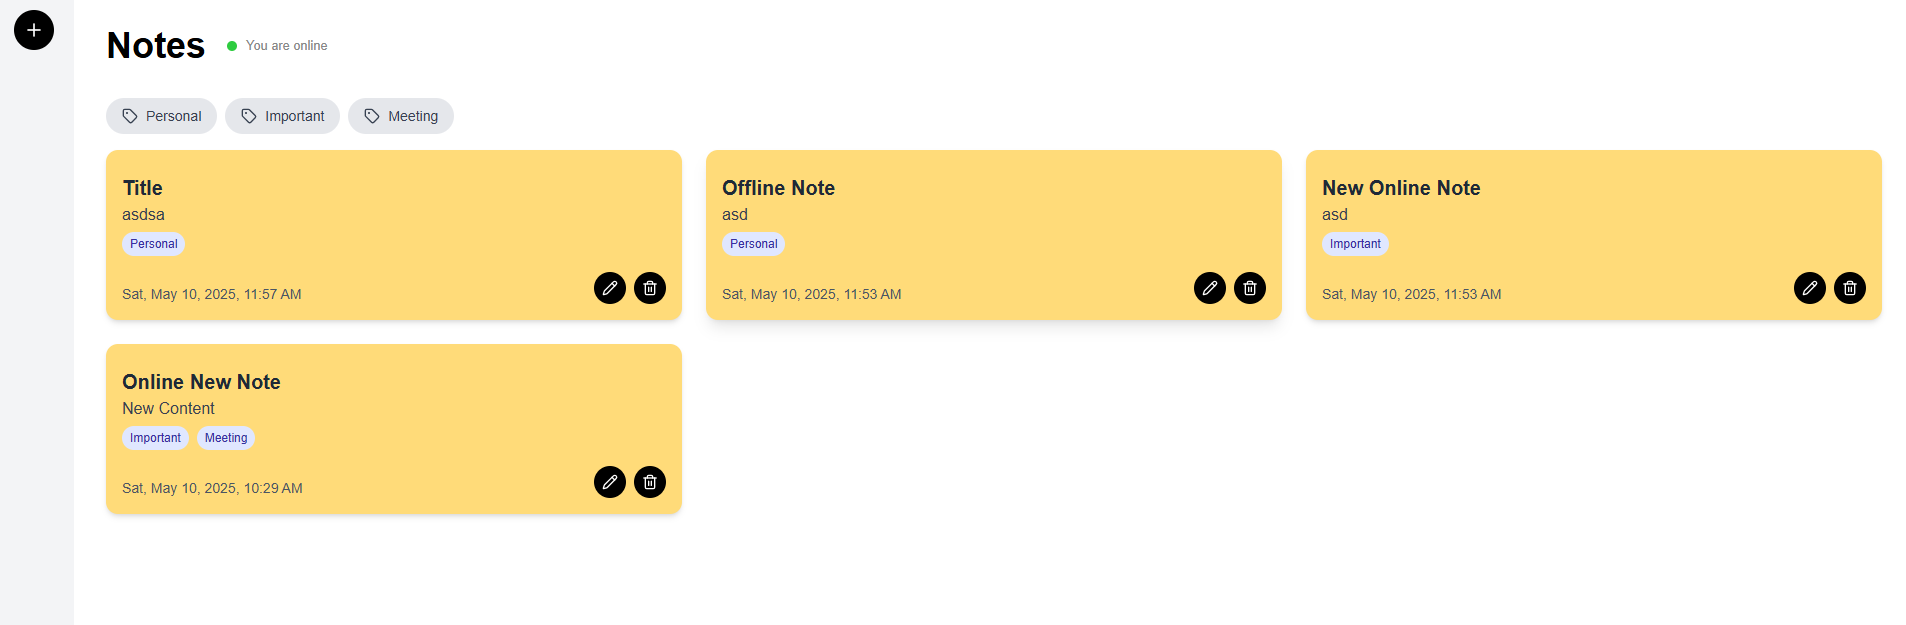 Notes
You are online
Personal
Important
Meeting
Title
asdsa
Personal
Sat, May 10, 2025, 11:57 AM
Offline Note
asd
Personal
Sat, May 10, 2025, 11:53 AM
New Online Note
asd
Important
Sat, May 10, 2025, 11:53 AM
Online New Note
New Content
Important Meeting
Sat, May 10, 2025, 10:29 AM